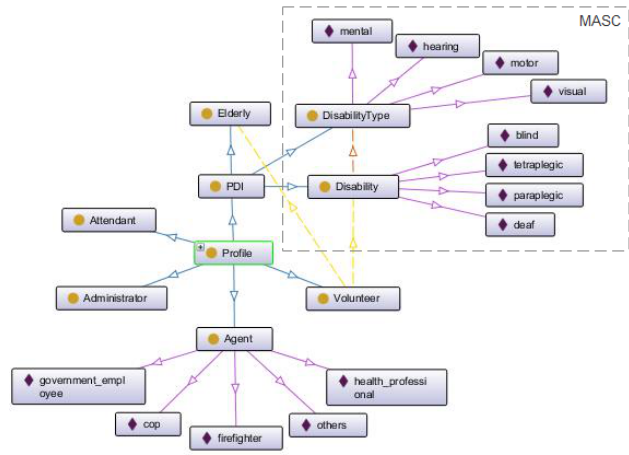 MASC
mental
hearing
motor
visual
Elderly
DisabilityType
blind
tetraplegic
PDI
Disability
paraplegic
deaf
Attendant
Profile
Administrator
Volunteer
Agent
government_empl
oyee
health_professi
onal
cop
others
firefighter